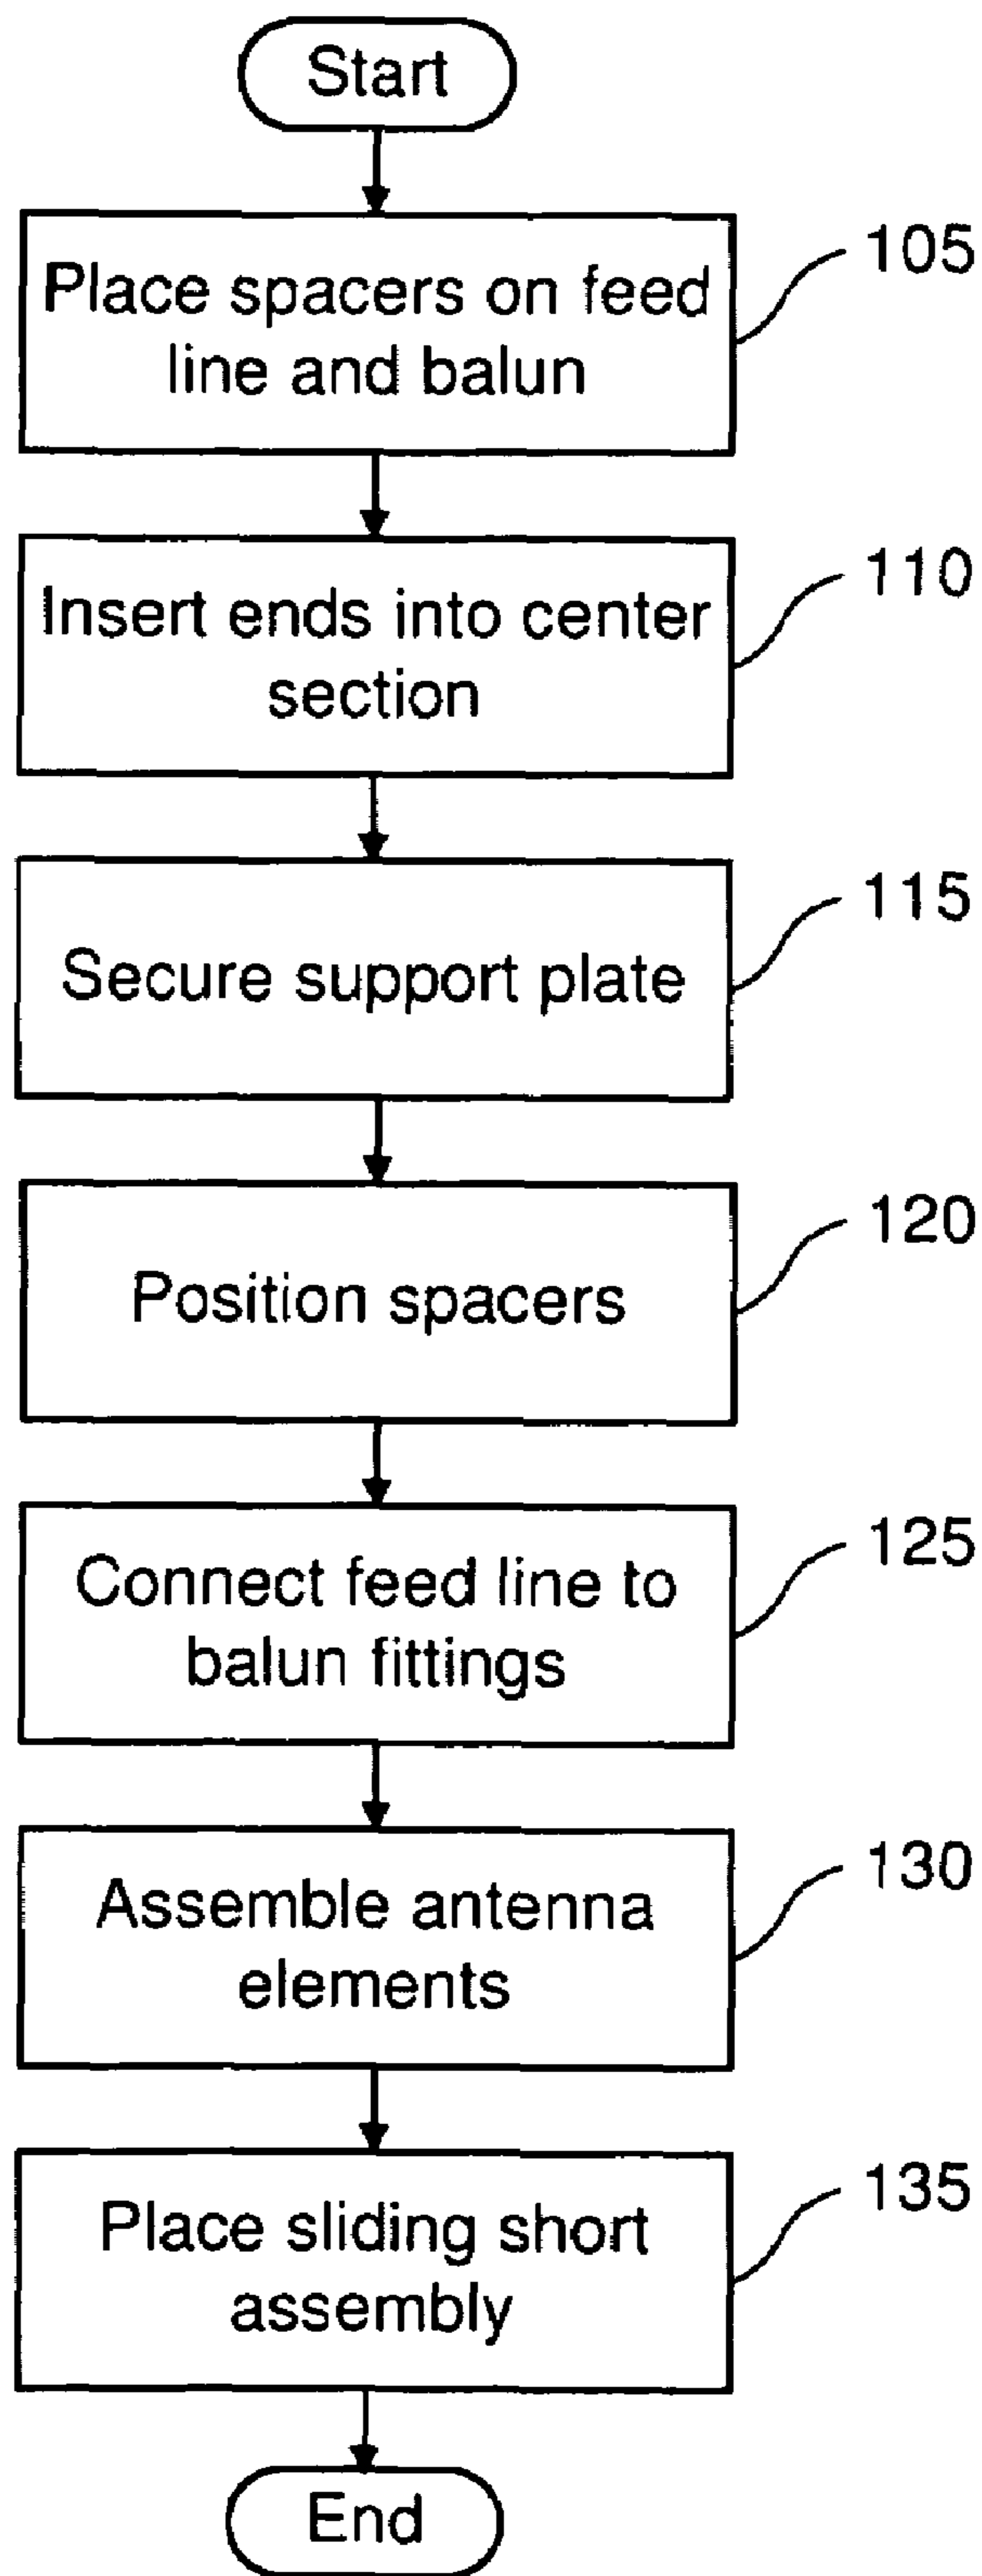 Start
Place spacers on feed
line and balun
105
Insert ends into center
section
110
Secure support plate
115
Position spacers
120
Connect feed line to
balun fittings
125
Assemble antenna
elements
130
Place sliding short
assembly
135
End